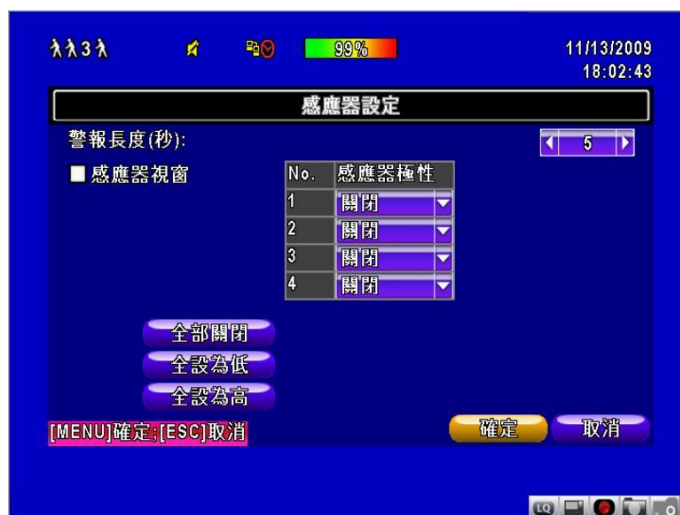 3 99% 11/13/2009
18:02:43
感應器設定
警報長度(秒): 5
感應器視窗
No. 感應器極性
1 關閉
2 關閉
3 關閉
4 關閉
全部關閉
全設為低
全設為高
[MENU]確定;[ESC]取消 確定 取消
LQ